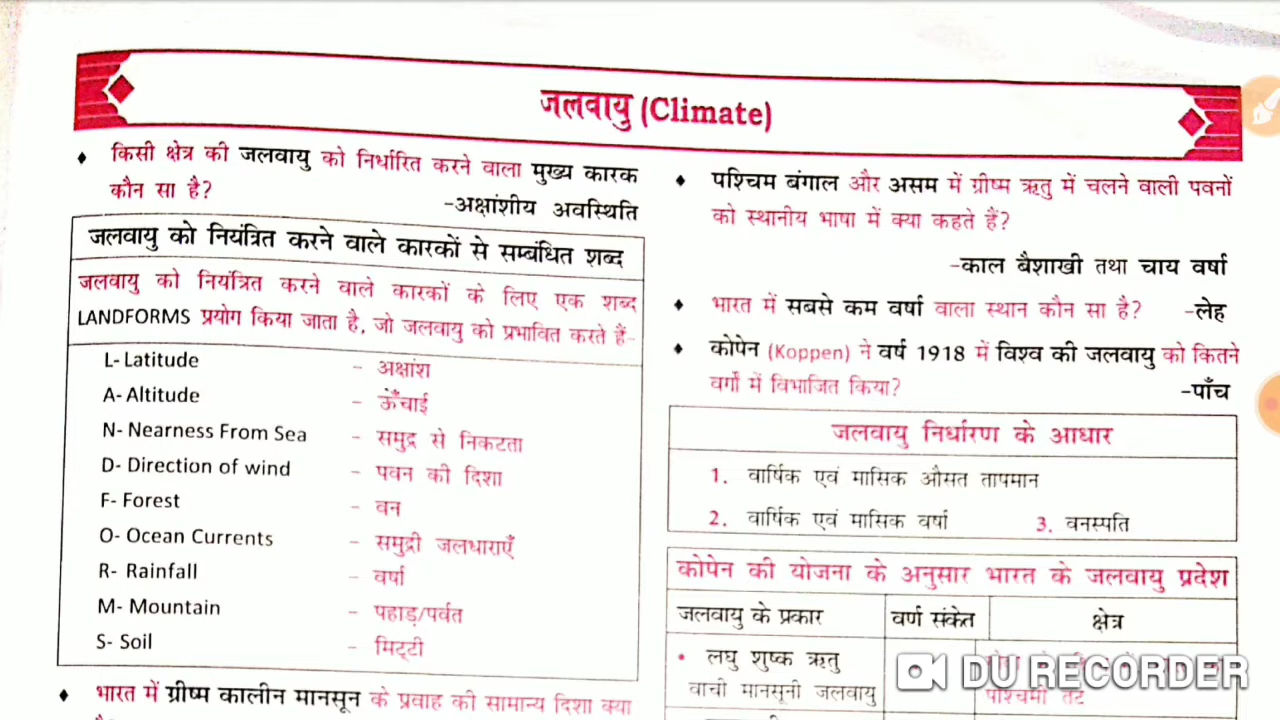 जलवायु (Climate)
♦ किसी क्षेत्र की जलवायु को निर्धारित करने वाला मुख्य कारक
कौन सा है? -अक्षांशीय अवस्थिति
जलवायु को नियंत्रित करने वाले कारकों से सम्बंधित शब्द
जलवायु को नियंत्रित करने वाले कारकों के लिए एक शब्द
LANDFORMS प्रयोग किया जाता है, जो जलवायु को प्रभावित करते हैं-
L- Latitude - अक्षांश
A- Altitude - ऊँचाई
N- Nearness From Sea - समुद्र से निकटता
D- Direction of wind - पवन की दिशा
F- Forest - वन
O- Ocean Currents - समुद्री जलधाराएँ
R- Rainfall - वर्षा
M- Mountain - पहाड़/पर्वत
S- Soil - मिट्टी
♦ भारत में ग्रीष्म कालीन मानसून के प्रवाह की सामान्य दिशा क्या
♦ पश्चिम बंगाल और असम में ग्रीष्म ऋतु में चलने वाली पवनों
को स्थानीय भाषा में क्या कहते हैं?
-काल बैशाखी तथा चाय वर्षा
♦ भारत में सबसे कम वर्षा वाला स्थान कौन सा है? -लेह
♦ कोपेन (Koppen) ने वर्ष 1918 में विश्व की जलवायु को कितने
वर्गों में विभाजित किया? -पाँच
जलवायु निर्धारण के आधार
1. वार्षिक एवं मासिक औसत तापमान
2. वार्षिक एवं मासिक वर्षा 3. वनस्पति
कोपेन की योजना के अनुसार भारत के जलवायु प्रदेश
जलवायु के प्रकार वर्ण संकेत क्षेत्र
• लघु शुष्क ऋतु
वाची मानसूनी जलवायु पश्चिमी तट
DU RECORDER